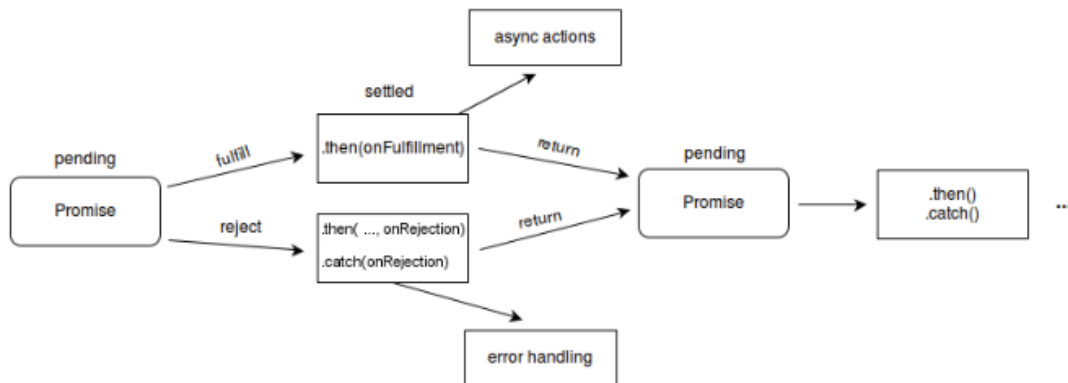 async actions
settled
.then(onFulfillment)
pending
Promise
fulfill
reject
.then( ..., onRejection)
.catch(onRejection)
error handling
return
return
pending
Promise
.then()
.catch()
...